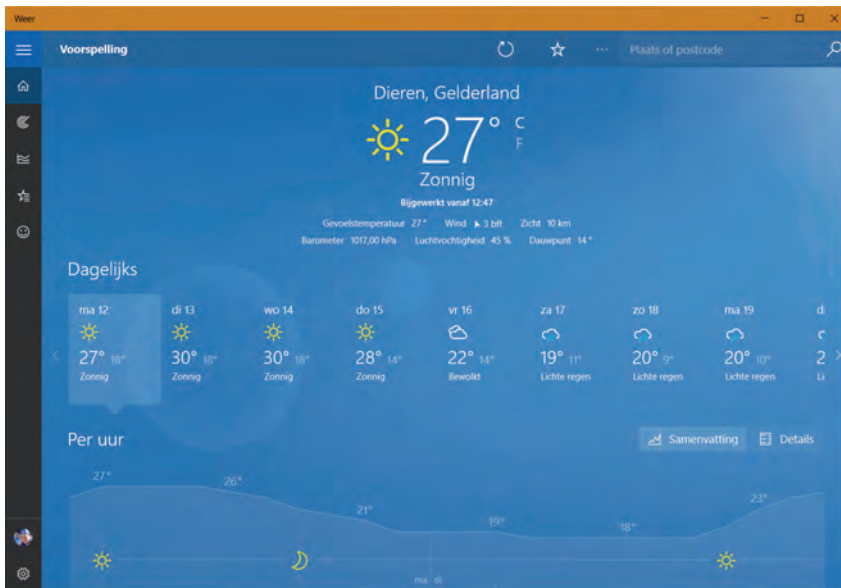 Weer
Voorspelling
Plaats of postcode
Dieren, Gelderland
27° C
F
Zonnig
Bijgewerkt vanaf 12:47
Gevoelstemperatuur 27° Wind 3 bft Zicht 10 km
Barometer 1017,00 hPa Luchtvochtigheid 45 % Dauwpunt 14°
Dagelijks
ma 12 di 13 wo 14 do 15 vr 16 za 17 zo 18 ma 19 d
27° 18° 30° 18° 30° 18° 28° 14° 22° 14° 19° 11° 20° 9° 20° 10° 2
Zonnig Zonnig Zonnig Zonnig Bewolkt Lichte regen Lichte regen Lichte regen Li
Per uur
Samenvatting Details
27° 26° 21° 19° 18° 23°
ma di